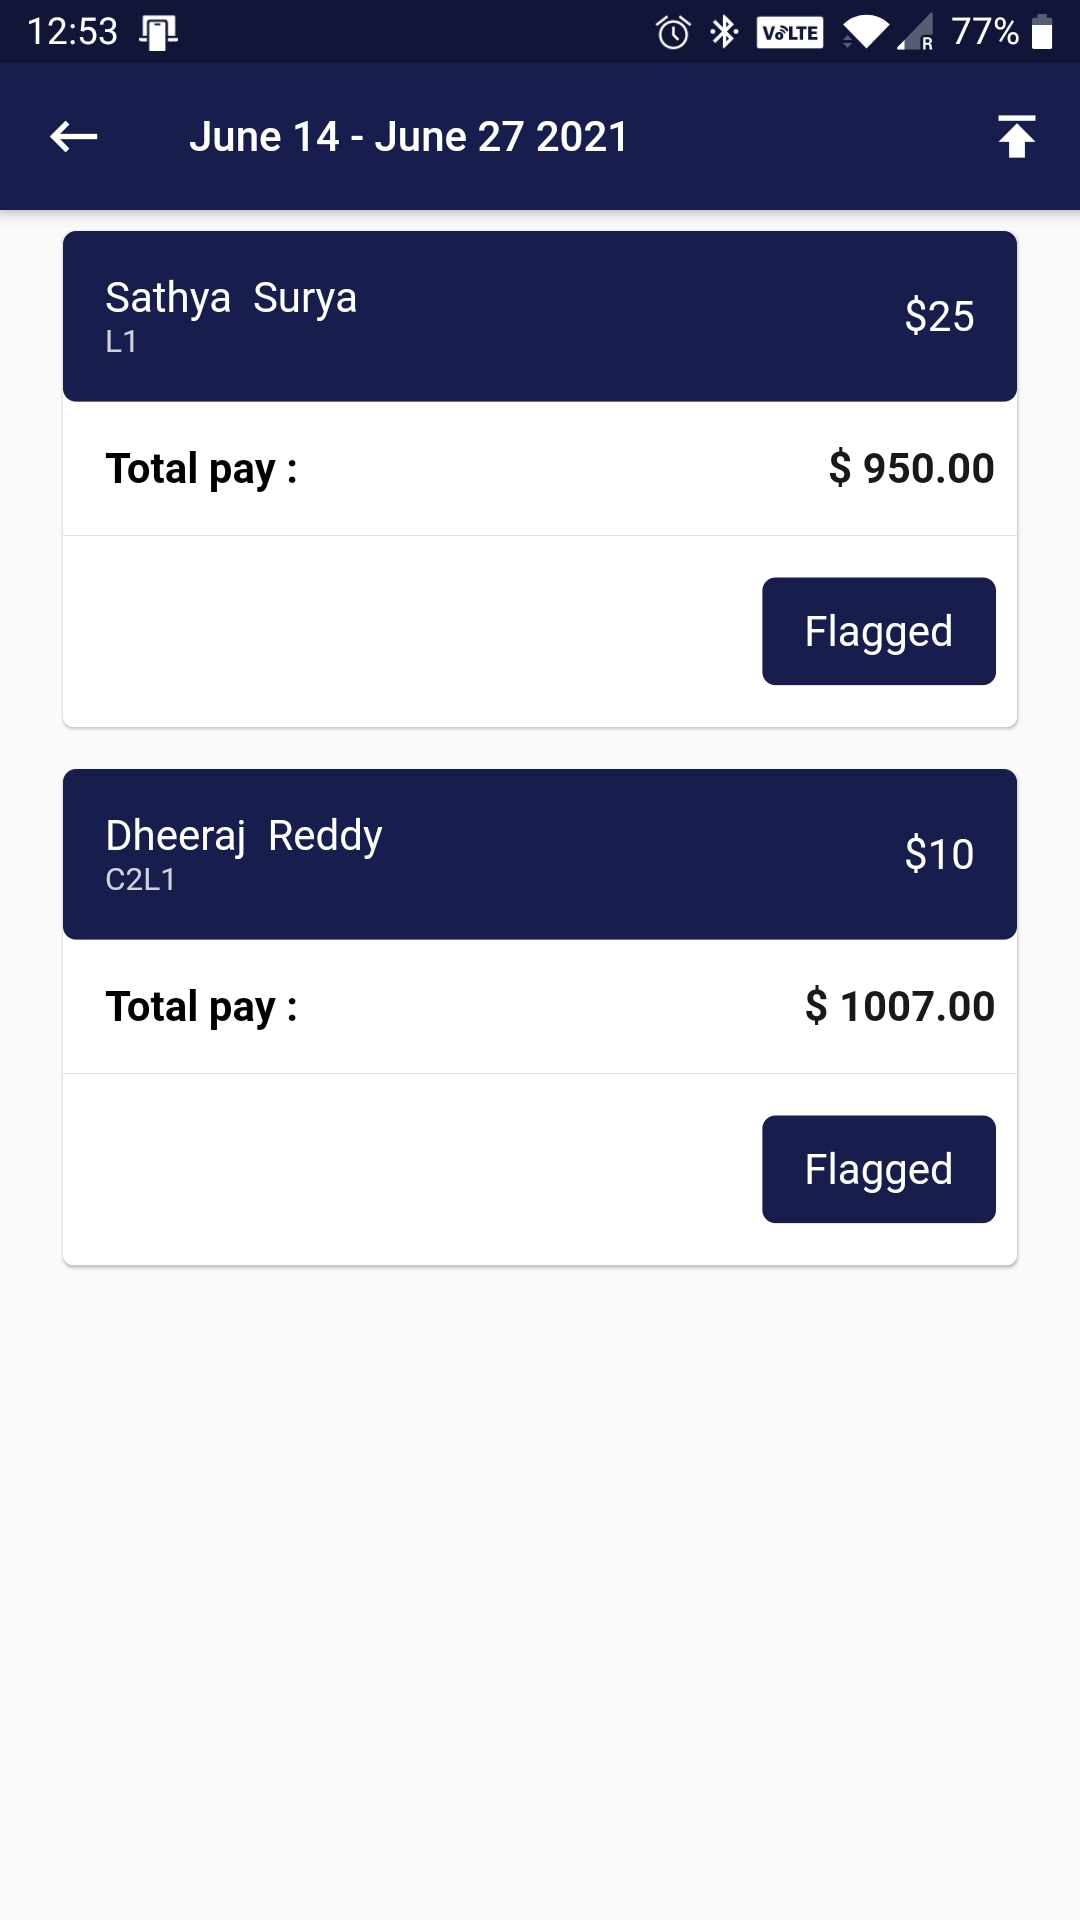 12:53 VoLTE R 77%
June 14 - June 27 2021
Sathya Surya
L1
$25
Total pay : $ 950.00
Flagged
Dheeraj Reddy
C2L1
$10
Total pay : $ 1007.00
Flagged